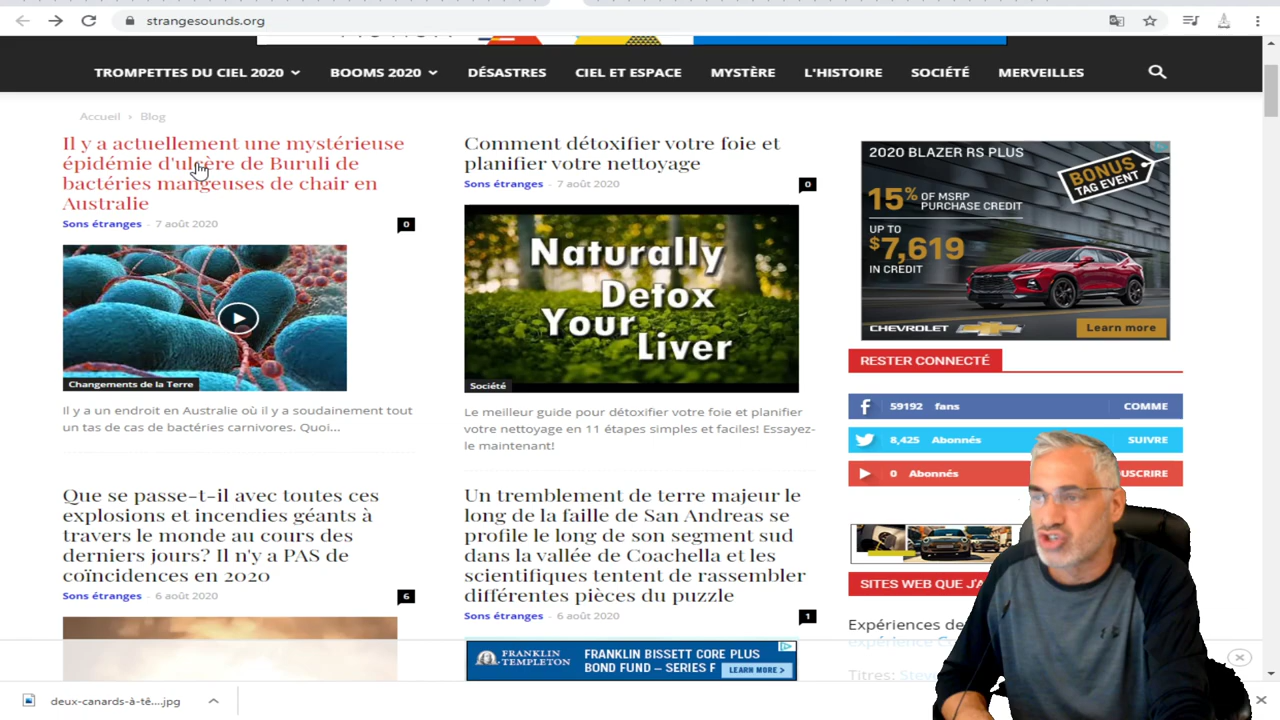 strangesounds.org
TROMPETTES DU CIEL 2020 BOOMS 2020 DÉSASTRES CIEL ET ESPACE MYSTÈRE L'HISTOIRE SOCIÉTÉ MERVEILLES
Accueil › Blog
Il y a actuellement une mystérieuse
épidémie d'ulcère de Buruli de
bactéries mangeuses de chair en
Australie
Sons étranges - 7 août 2020
0
Changements de la Terre
Il y a un endroit en Australie où il y a soudainement tout
un tas de cas de bactéries carnivores. Quoi...
Comment détoxifier votre foie et
planifier votre nettoyage
Sons étranges - 7 août 2020
0
Naturally
Detox
Your
Liver
Société
Le meilleur guide pour détoxifier votre foie et planifier
votre nettoyage en 11 étapes simples et faciles! Essayez-
le maintenant!
Que se passe-t-il avec toutes ces
explosions et incendies géants à
travers le monde au cours des
derniers jours? Il n'y a PAS de
coïncidences en 2020
Sons étranges - 6 août 2020
6
Un tremblement de terre majeur le
long de la faille de San Andreas se
profile le long de son segment sud
dans la vallée de Coachella et les
scientifiques tentent de rassembler
différentes pièces du puzzle
Sons étranges - 6 août 2020
1
FRANKLIN
TEMPLETON
FRANKLIN BISSETT CORE PLUS
BOND FUND – SERIES F
LEARN MORE >
2020 BLAZER RS PLUS
BONUS
TAG EVENT
15% OF MSRP
PURCHASE CREDIT
UP TO
$7,619
IN CREDIT
CHEVROLET
Learn more
RESTER CONNECTÉ
59192 fans COMME
8,425 Abonnés SUIVRE
0 Abonnés
SITES WEB QUE J'A
Expériences de
expérience
Titres:
deux-canards-à-tê....jpg